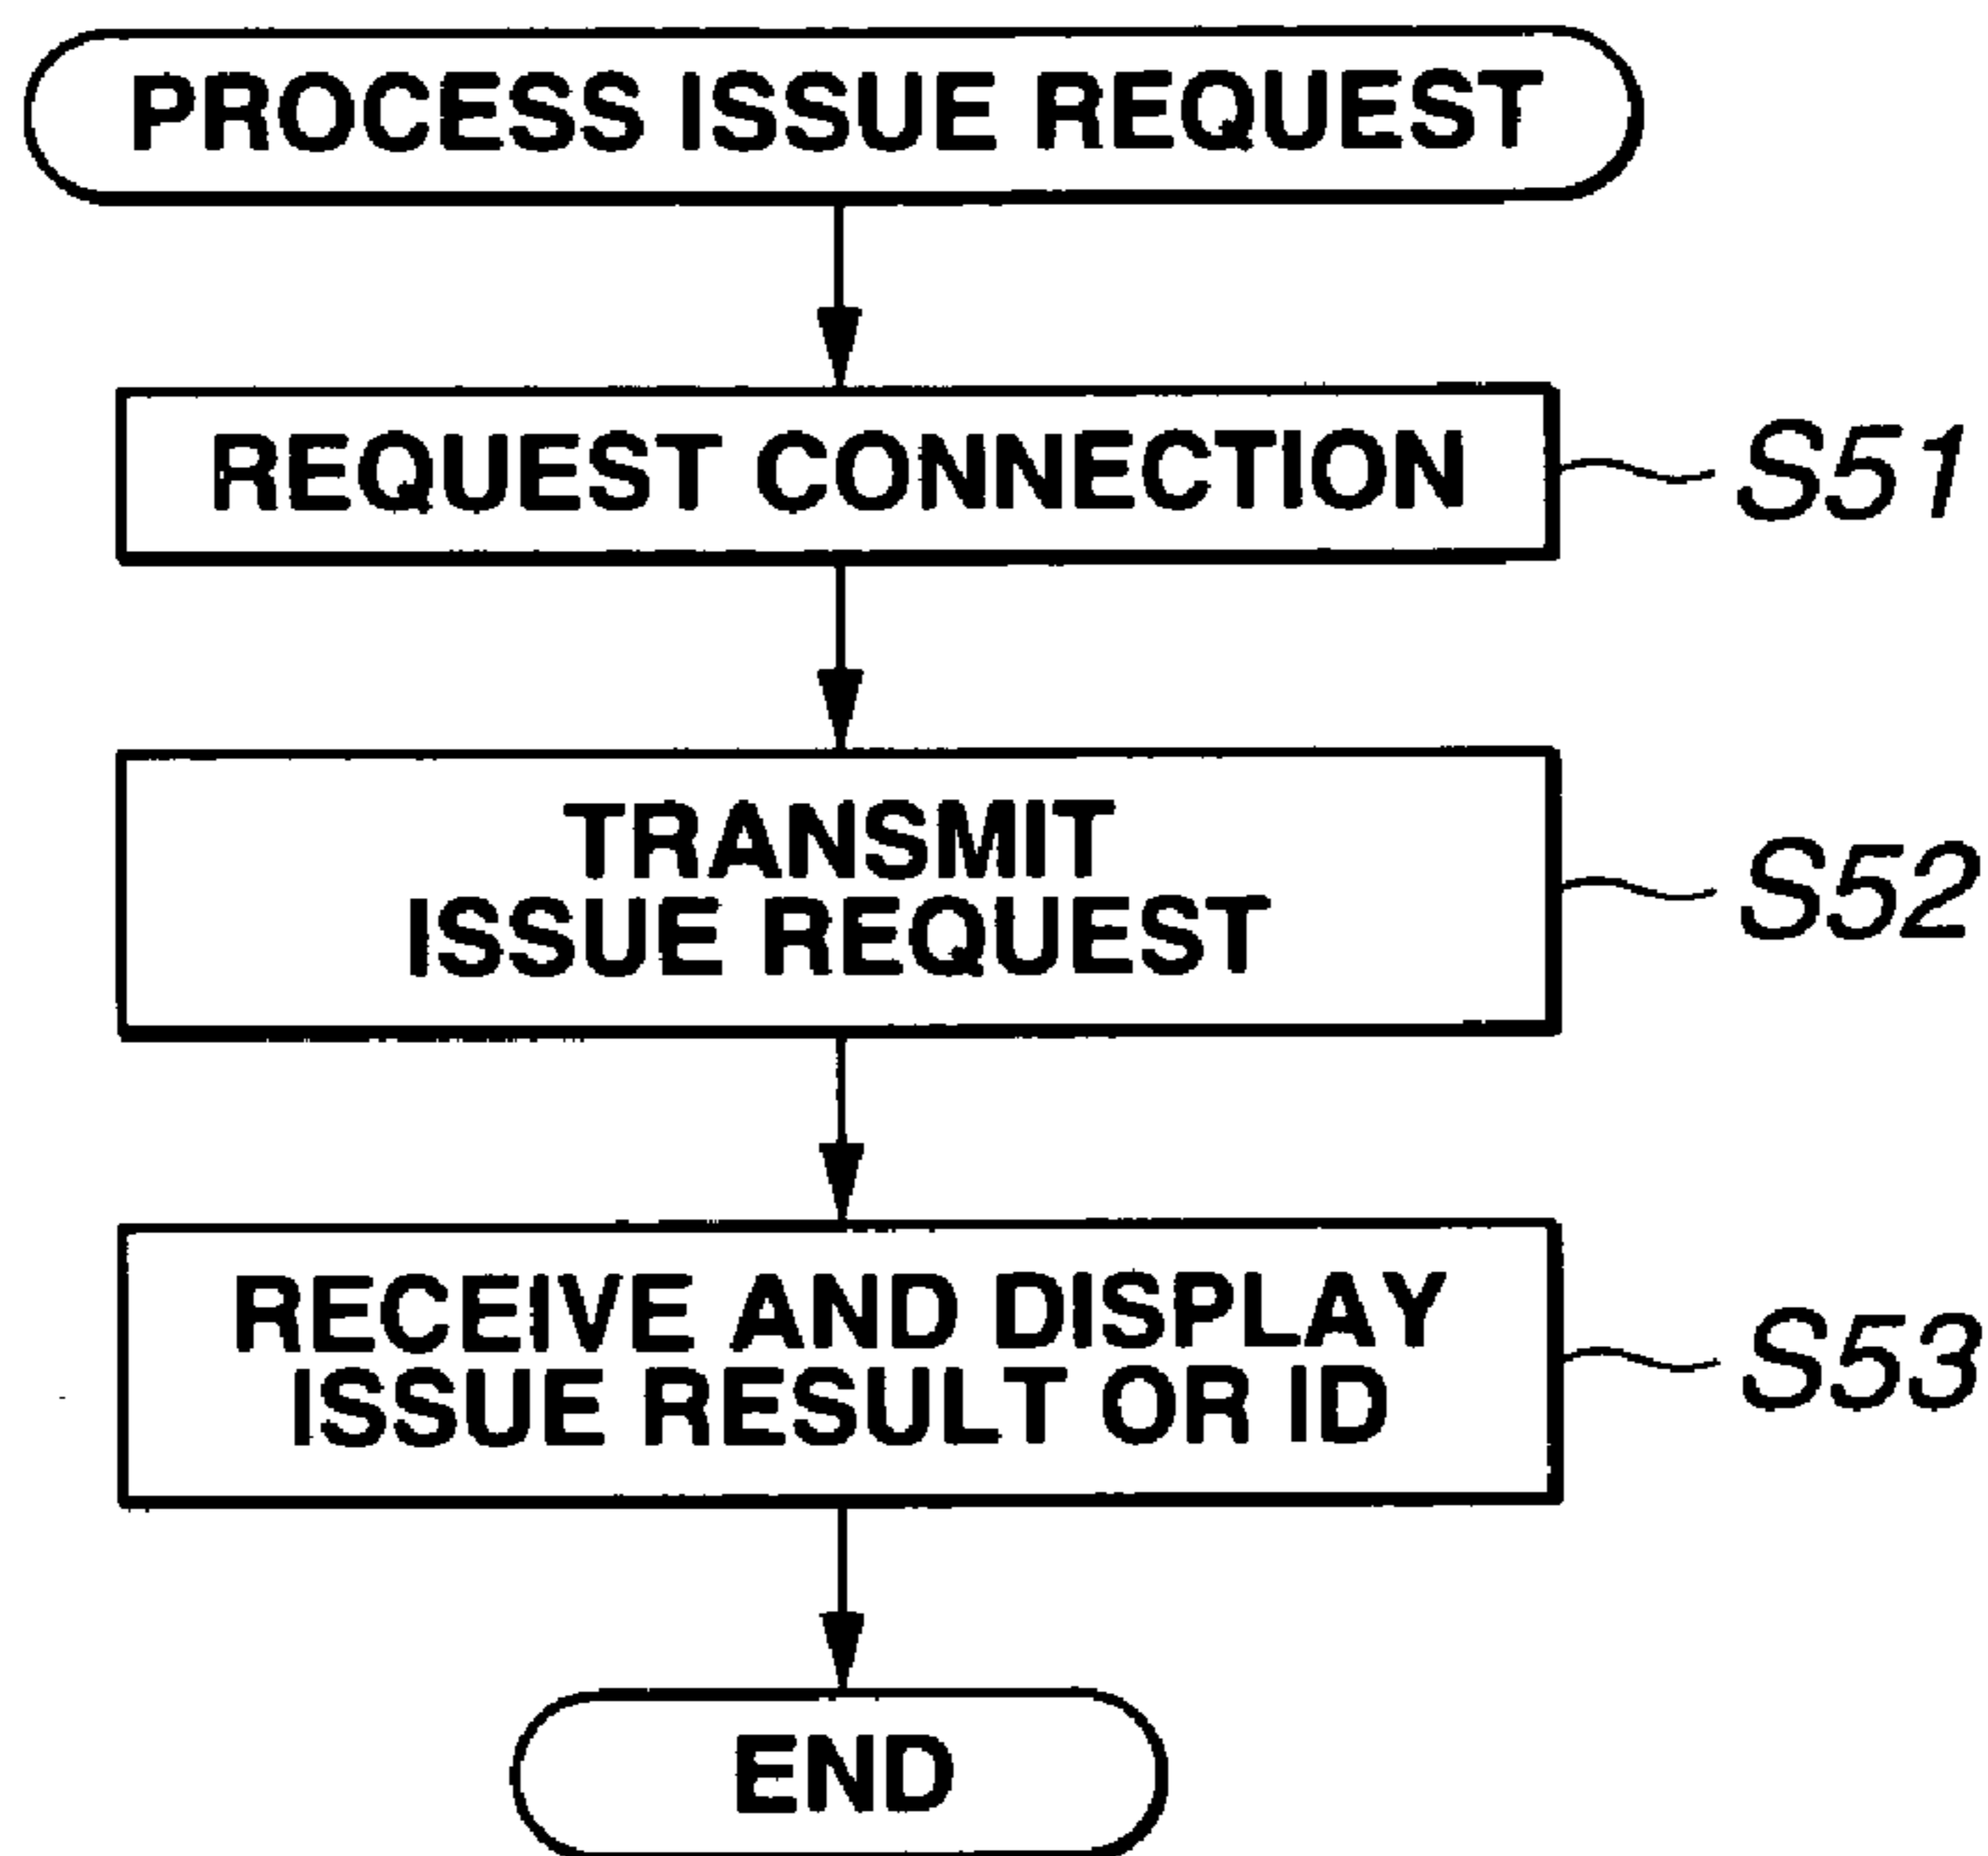 PROCESS ISSUE REQUEST
REQUEST CONNECTION
S51
TRANSMIT
ISSUE REQUEST
S52
RECEIVE AND DISPLAY
ISSUE RESULT OR ID
S53
END